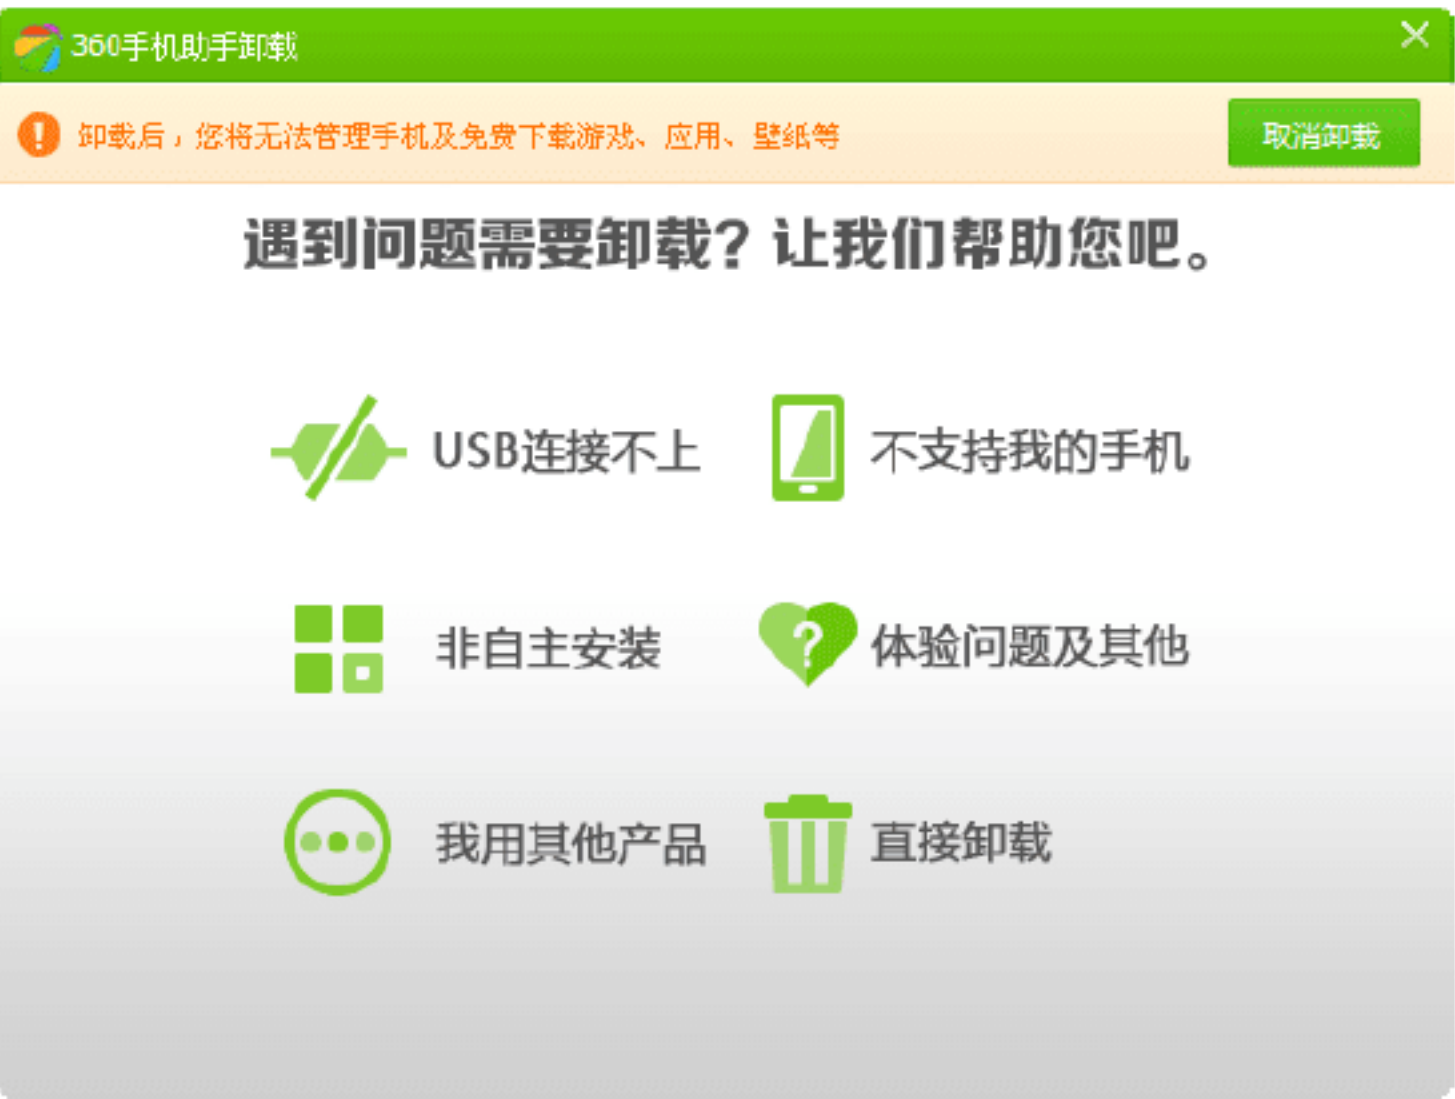 360手机助手卸载
卸载后，您将无法管理手机及免费下载游戏、应用、壁纸等
取消卸载
遇到问题需要卸载？让我们帮助您吧。
USB连接不上
不支持我的手机
非自主安装
体验问题及其他
我用其他产品
直接卸载